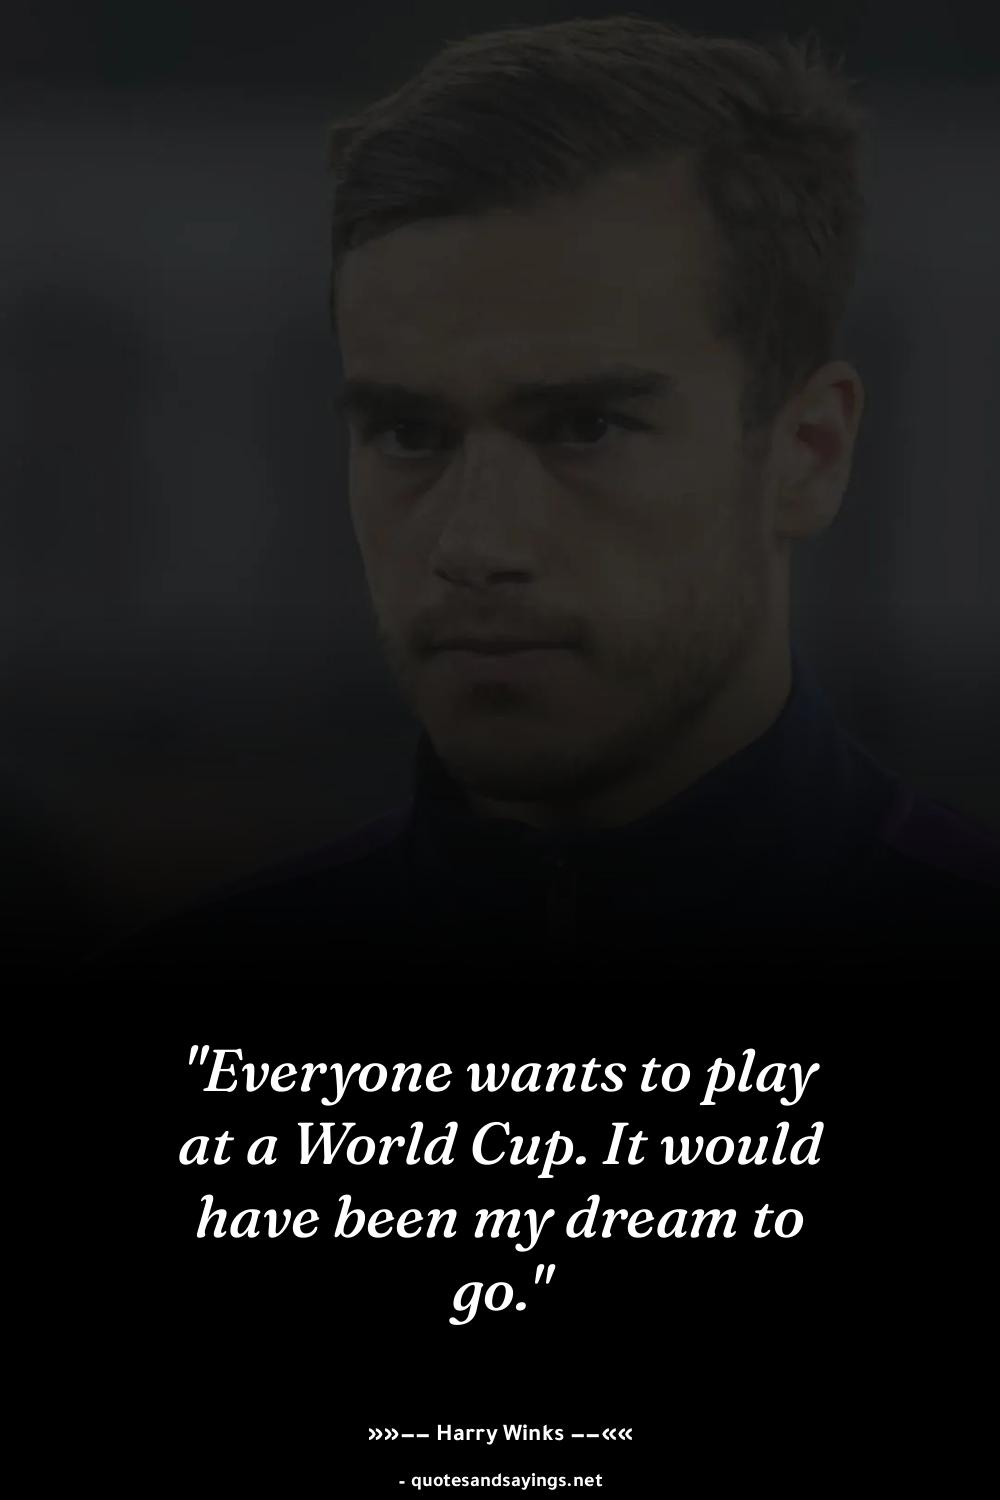 "Everyone wants to play
at a World Cup. It would
have been my dream to
go."
»»−− Harry Winks −−««
- quotesandsayings.net